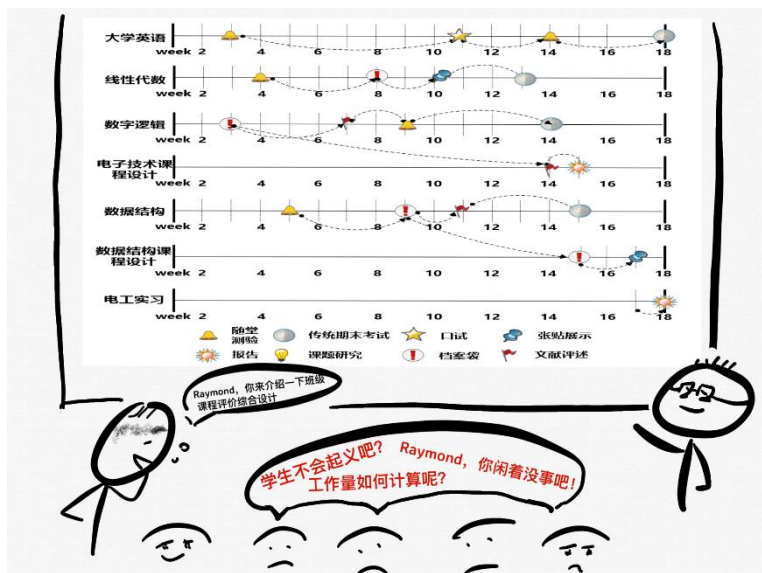 大学英语
week 2 4 8 10 12 14 18
线性代数
week 2 4 6 8 10 12 14 18
数字逻辑
week 2 4 6 8 10 12 14 18
电子技术课
程设计
week 2 4 6 8 10 12 14 18
数据结构
week 2 4 6 8 10 12 14 18
数据结构课
程设计
week 2 4 6 8 10 12 14 18
电工实习
week 2 4 6 8 10 12 14 18
随堂
测验
传统期末考试
口试
张贴展示
报告
课题研究
档案袋
文献评述
Raymond，你来介绍一下班级
课程评价综合设计
学生不会起义吧？
Raymond，你闲着没事吧！
工作量如何计算呢？